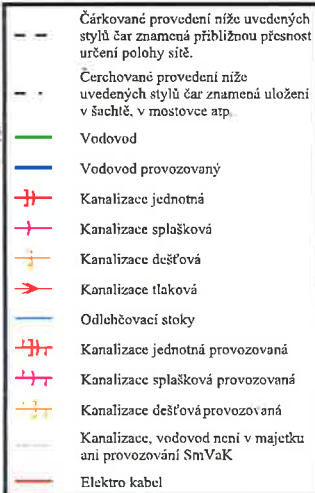 Čárkované provedení níže uvedených
stylů čar znamená přibližnou přesnost
určení polohy sítě.
Čerchované provedení níže
uvedených stylů čar znamená uložení
v šachtě, v mostovce atp.
Vodovod
Vodovod provozovaný
Kanalizace jednotná
Kanalizace splašková
Kanalizace dešťová
Kanalizace tlaková
Odlehčovací stoky
Kanalizace jednotná provozovaná
Kanalizace splašková provozovaná
Kanalizace dešťová provozovaná
Kanalizace, vodovod není v majetku
ani provozování SmVaK
Elektro kabel